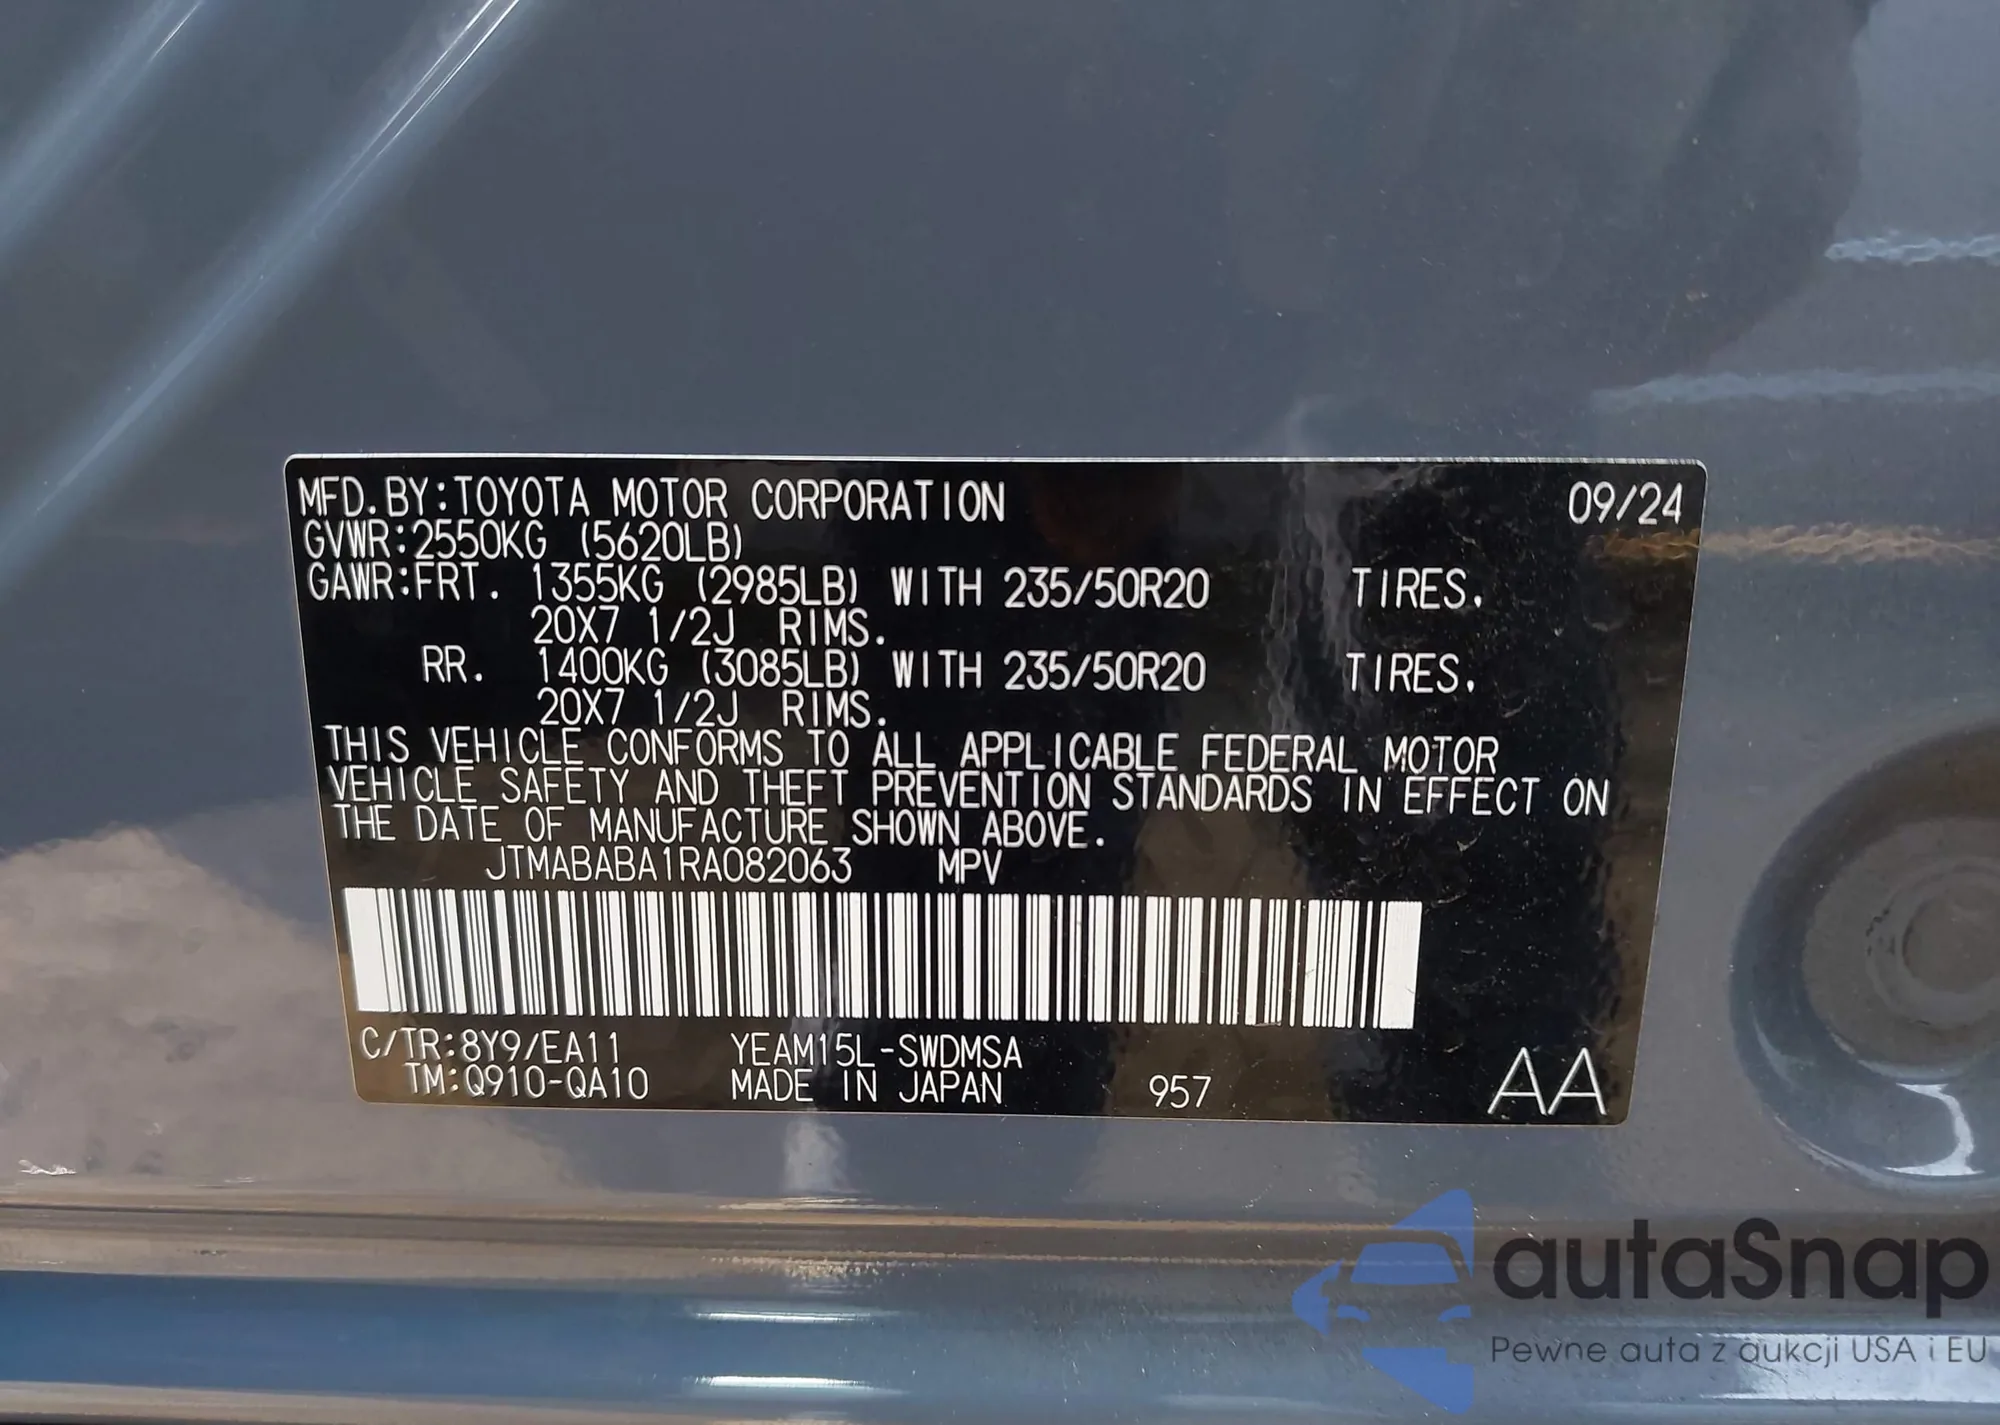 MFD.BY:TOYOTA MOTOR CORPORATION 09/24
GVWR:2550KG (5620LB)
GAWR:FRT. 1355KG (2985LB) WITH 235/50R20 TIRES,
20X7 1/2J RIMS.
RR. 1400KG (3085LB) WITH 235/50R20 TIRES,
20X7 1/2J RIMS.
THIS VEHICLE CONFORMS TO ALL APPLICABLE FEDERAL MOTOR
VEHICLE SAFETY AND THEFT PREVENTION STANDARDS IN EFFECT ON
THE DATE OF MANUFACTURE SHOWN ABOVE.
JTMABABA1RA082063 MPV
C/TR:8Y9/EA11 YEAM15L-SWDMSA
TM:Q910-QA10 MADE IN JAPAN 957 AA
autaSnap
Pewne auta z aukcji USA i EU